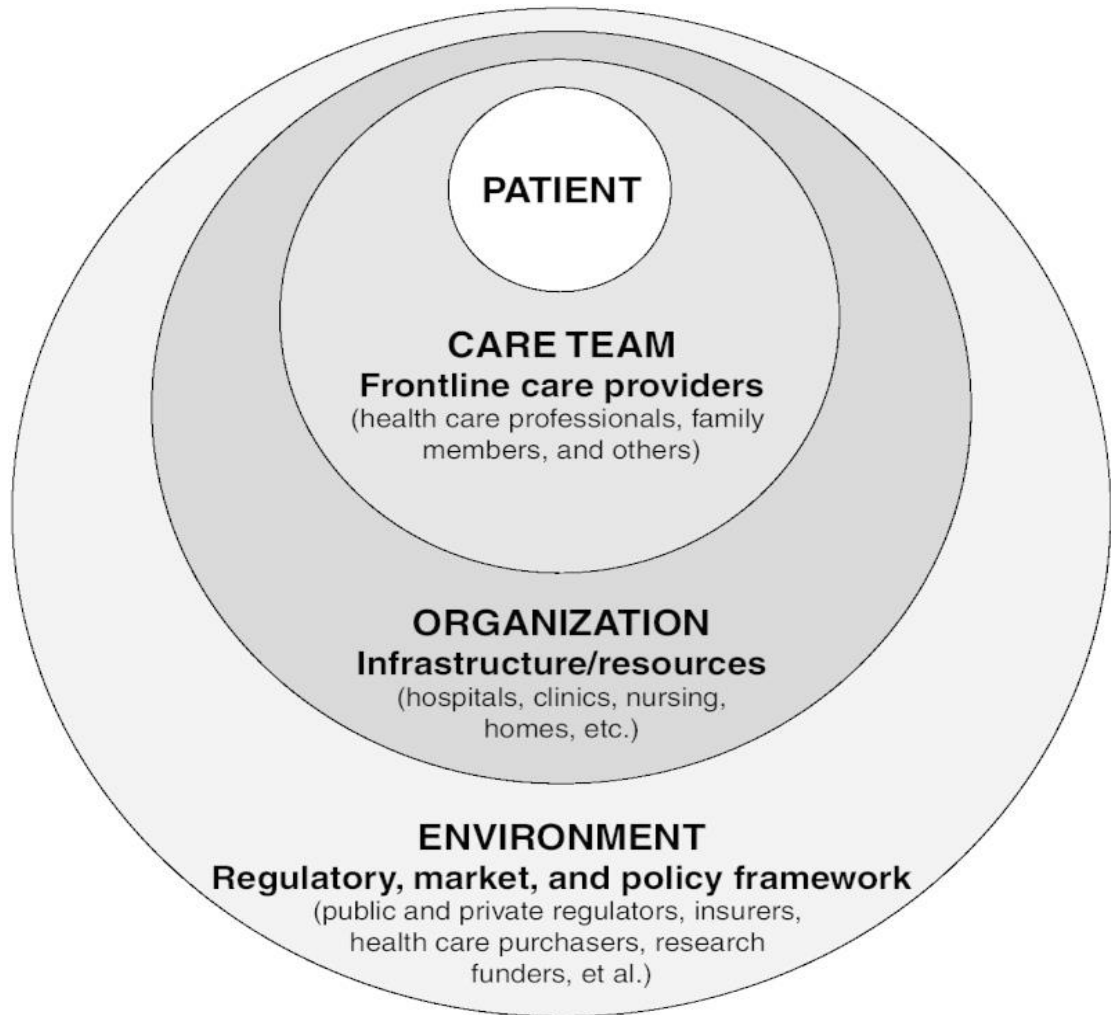 PATIENT
CARE TEAM
Frontline care providers
(health care professionals, family
members, and others)
ORGANIZATION
Infrastructure/resources
(hospitals, clinics, nursing,
homes, etc.)
ENVIRONMENT
Regulatory, market, and policy framework
(public and private regulators, insurers,
health care purchasers, research
funders, et al.)